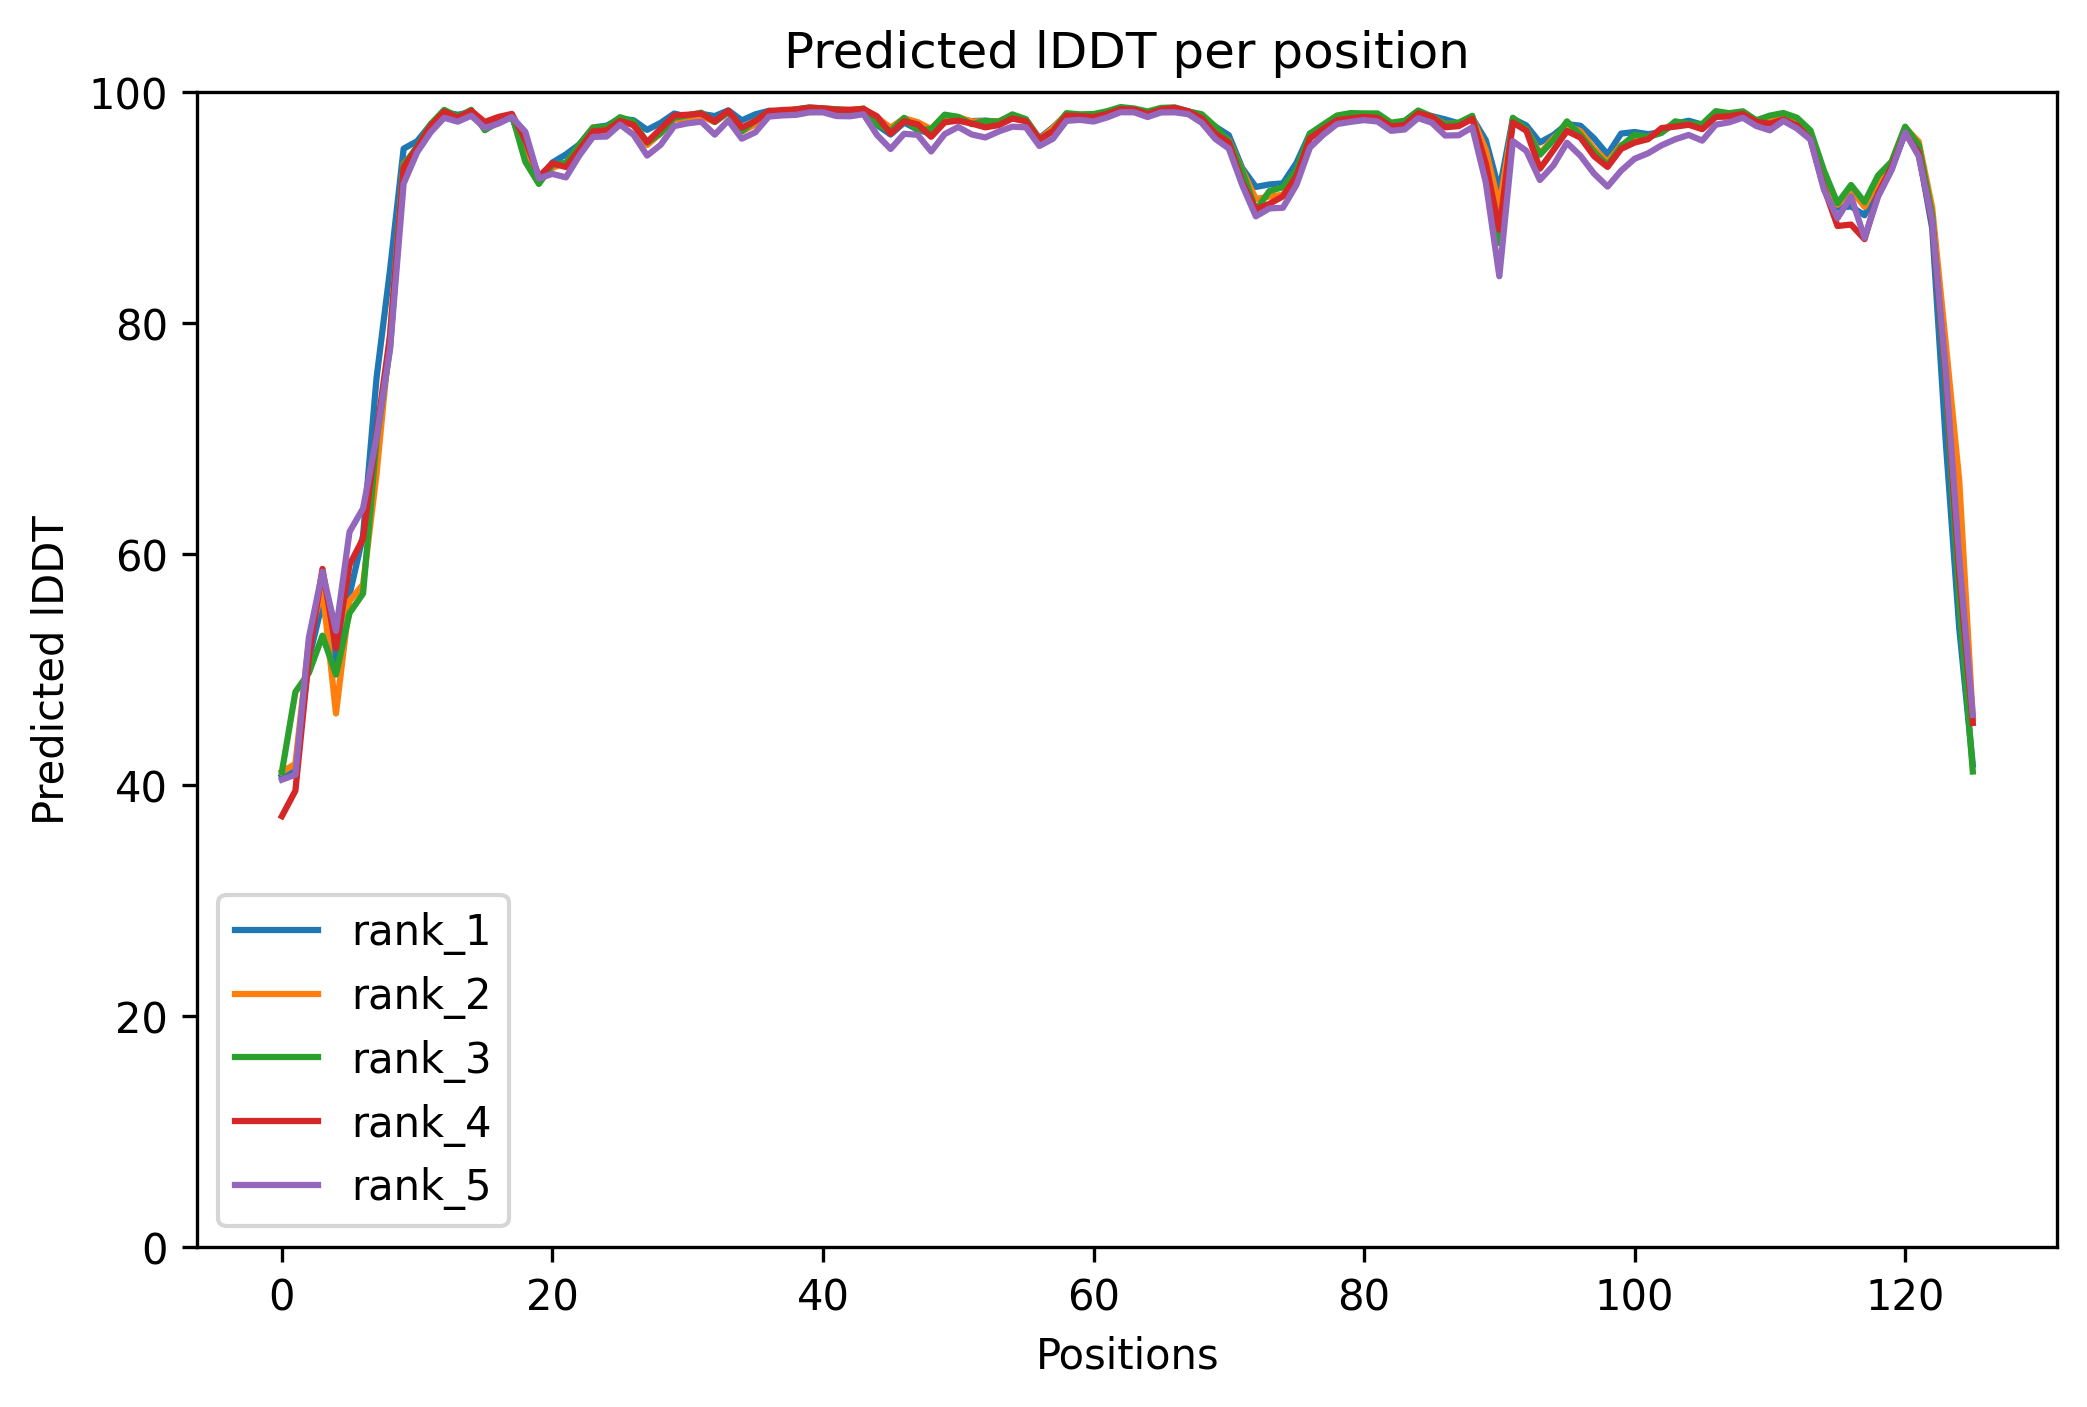 Predicted lDDT per position
100
80
60
40
20
0
Predicted lDDT
rank_1
rank_2
rank_3
rank_4
rank_5
0 20 40 60 80 100 120
Positions